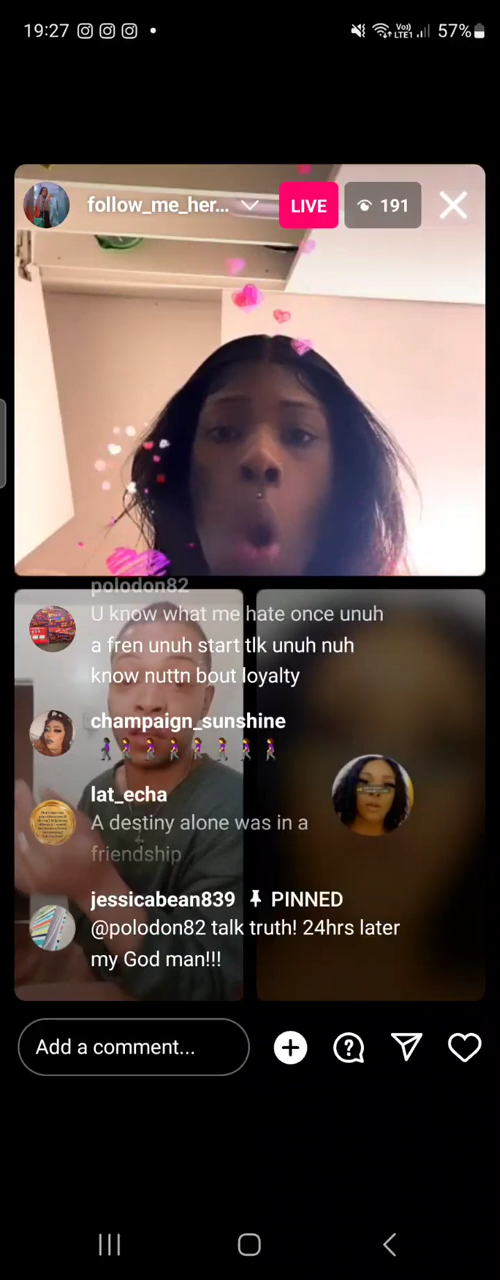 19:27
Vo))
LTE1
57%
follow_me_her...
LIVE
191
polodon82
U know what me hate once unuh
a fren unuh start tlk unuh nuh
know nuttn bout loyalty
champaign_sunshine
lat_echa
A destiny alone was in a
friendship
jessicabean839 PINNED
@polodon82 talk truth! 24hrs later
my God man!!!
Add a comment...